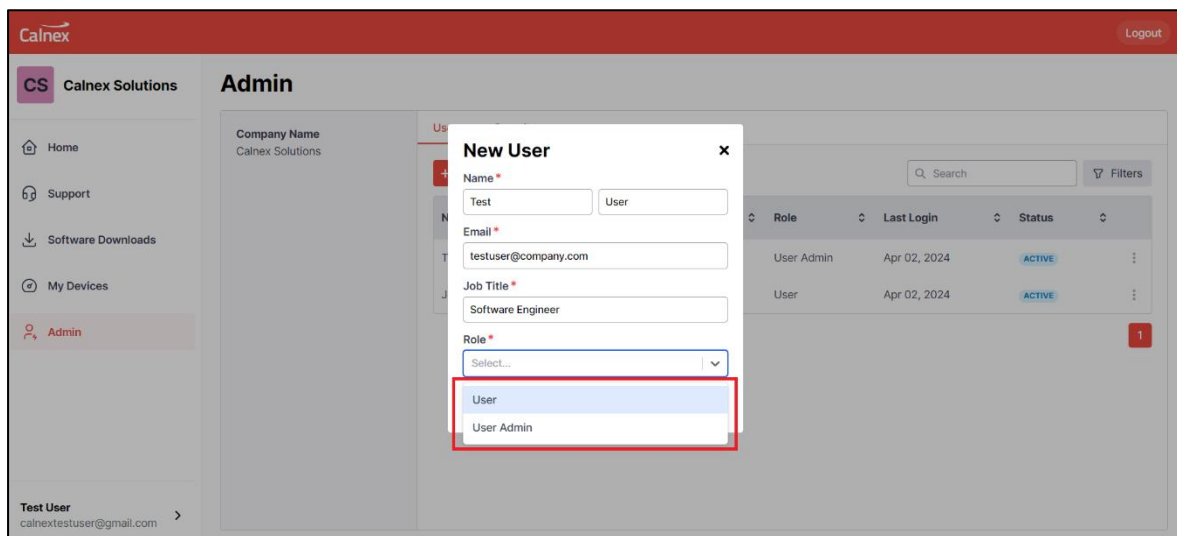 Calnex
Logout
CS Calnex Solutions
Home
Support
Software Downloads
My Devices
Admin
Test User
calnextestuser@gmail.com
Admin
Company Name
Calnex Solutions
Search
Filters
Role Last Login Status
User Admin Apr 02, 2024 ACTIVE
User Apr 02, 2024 ACTIVE
1
New User
Name *
Test User
Email *
testuser@company.com
Job Title *
Software Engineer
Role *
Select...
User
User Admin